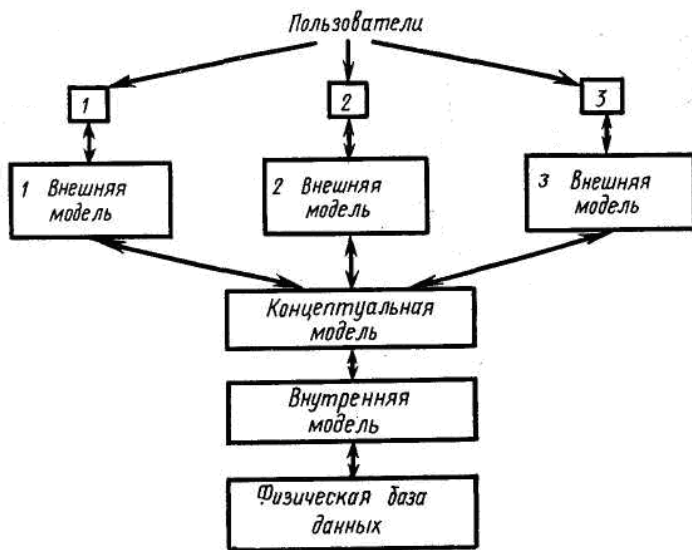 Пользователи
1
2
3
1 Внешняя
модель
2 Внешняя
модель
3 Внешняя
модель
Концептуальная
модель
Внутренняя
модель
Физическая база
данных